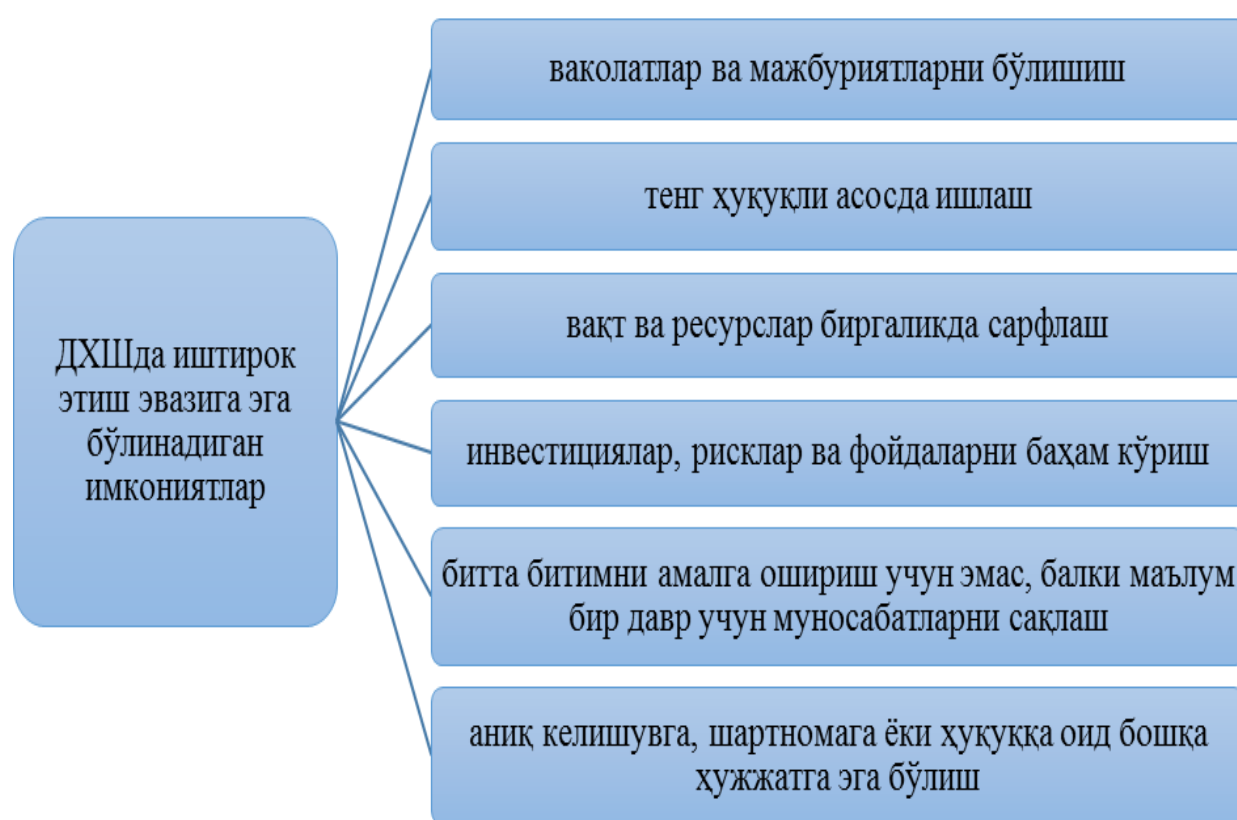 ДХШда иштирок
этиш эвазига эга
бўлинадиган
имкониятлар
ваколатлар ва мажбуриятларни бўлишиш
тенг ҳуқуқли асосда ишлаш
вақт ва ресурслар биргаликда сарфлаш
инвестициялар, рисклар ва фойдаларни баҳам кўриш
битта битимни амалга ошириш учун эмас, балки маълум
бир давр учун муносабатларни сақлаш
аниқ келишувга, шартномага ёки ҳуқуққа оид бошқа
ҳужжатга эга бўлиш